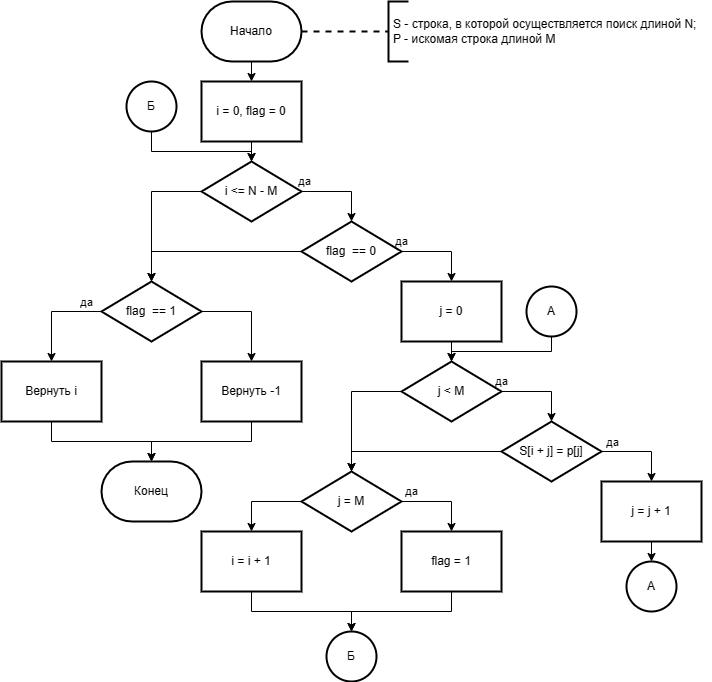 Начало
S - строка, в которой осуществляется поиск длиной N;
P - искомая строка длиной M
Б
i = 0, flag = 0
i <= N - M
да
flag == 0
да
flag == 1
да
j = 0
А
Вернуть i
Вернуть -1
j < M
да
S[i + j] = p[j]
да
Конец
j = M
да
j = j + 1
i = i + 1
flag = 1
А
Б